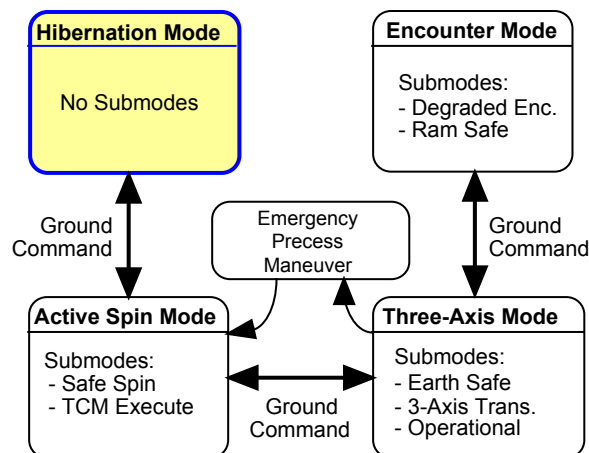 Hibernation Mode
No Submodes
Encounter Mode
Submodes:
- Degraded Enc.
- Ram Safe
Ground
Command
Emergency
Precess
Maneuver
Ground
Command
Active Spin Mode
Submodes:
- Safe Spin
- TCM Execute
Ground
Command
Three-Axis Mode
Submodes:
- Earth Safe
- 3-Axis Trans.
- Operational